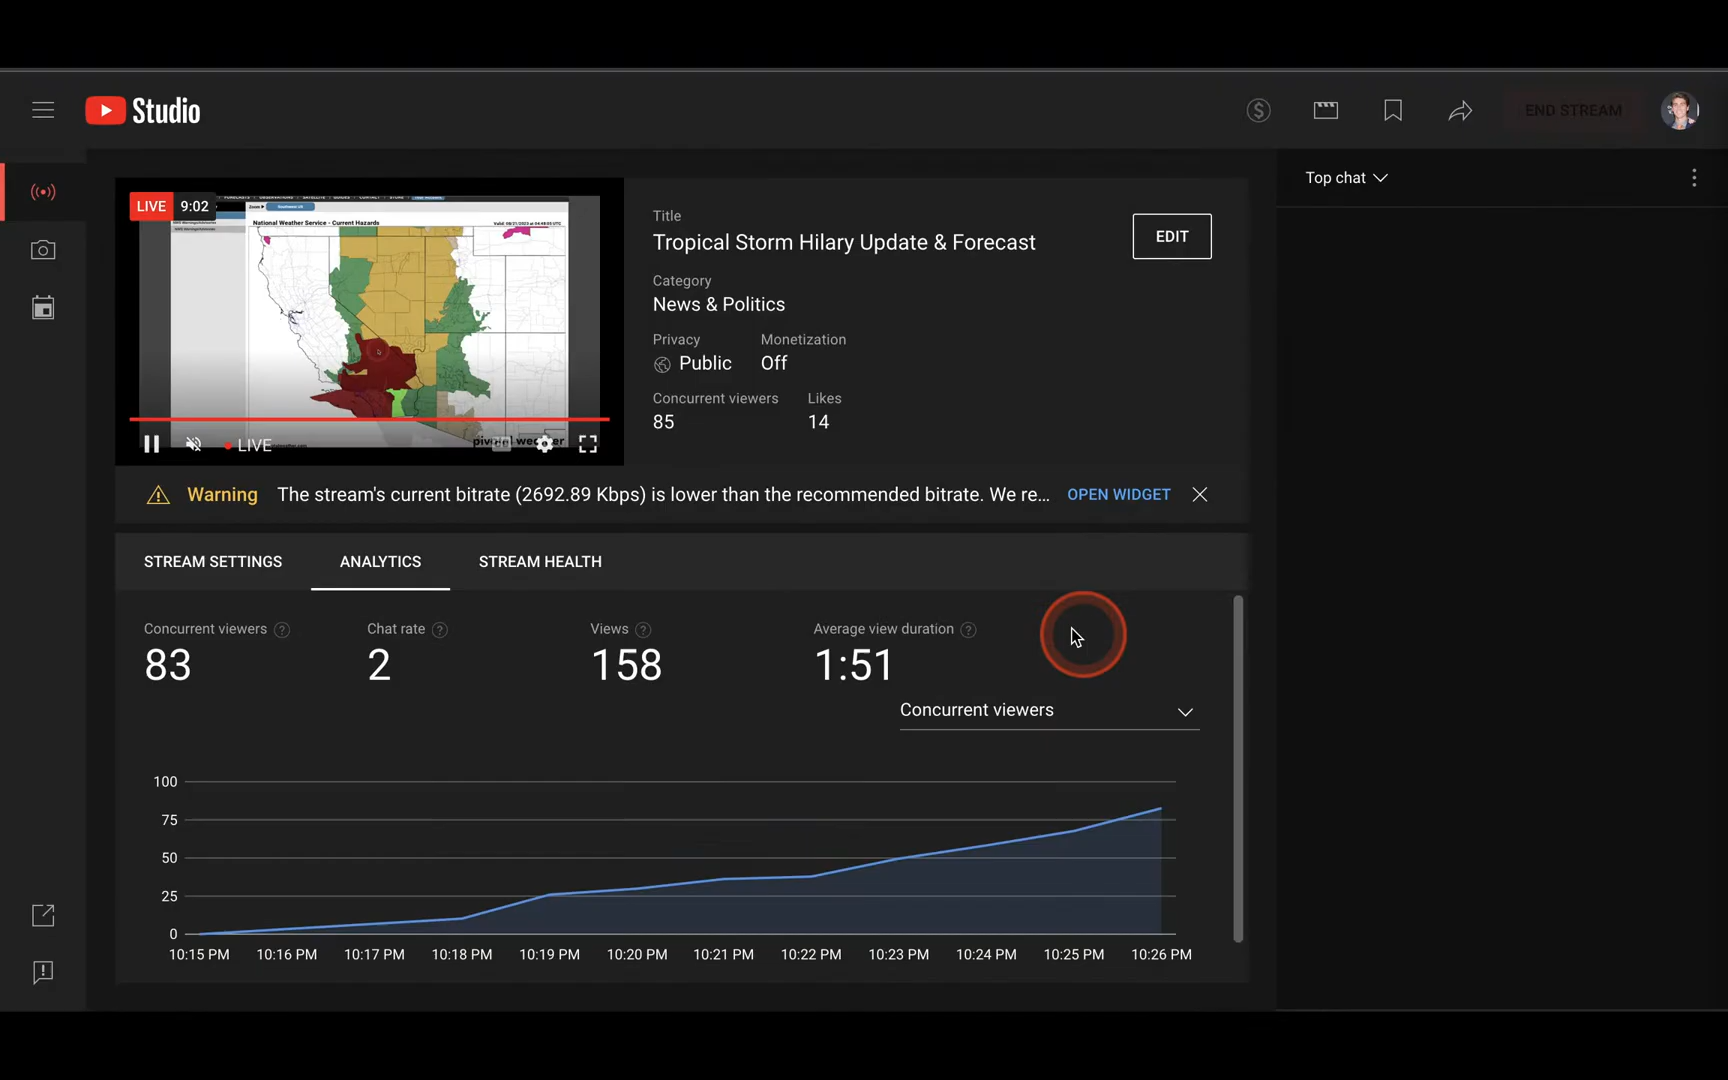 Studio
END STREAM
LIVE 9:02
National Weather Service - Current Hazards
LIVE
Title
Tropical Storm Hilary Update & Forecast
EDIT
Category
News & Politics
Privacy Monetization
Public Off
Concurrent viewers Likes
85 14
Warning The stream's current bitrate (2692.89 Kbps) is lower than the recommended bitrate. We re... OPEN WIDGET
STREAM SETTINGS ANALYTICS STREAM HEALTH
Concurrent viewers Chat rate Views Average view duration
83 2 158 1:51
Concurrent viewers
100
75
50
25
0
10:15 PM 10:16 PM 10:17 PM 10:18 PM 10:19 PM 10:20 PM 10:21 PM 10:22 PM 10:23 PM 10:24 PM 10:25 PM 10:26 PM
Top chat